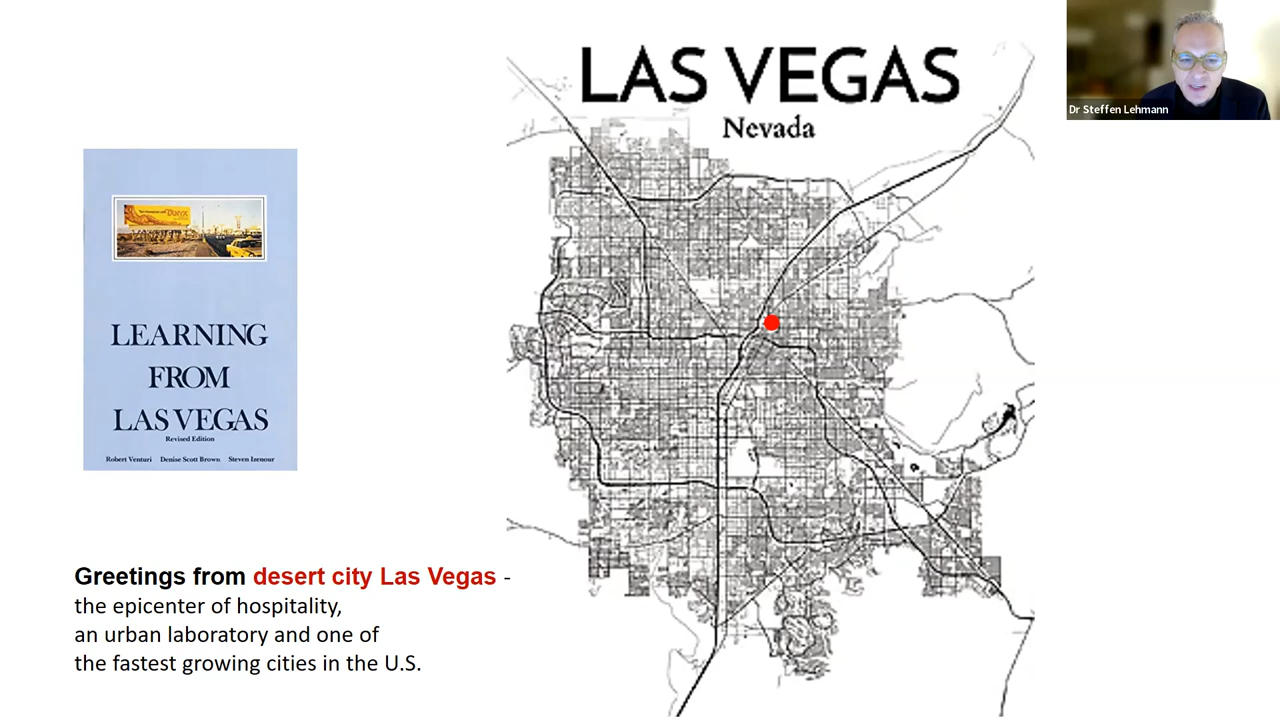 LAS VEGAS
Nevada
Dr Steffen Lehmann
LEARNING
FROM
LAS VEGAS
Revised Edition
Robert Venturi Denise Scott Brown Steven Izenour
Greetings from desert city Las Vegas -
the epicenter of hospitality,
an urban laboratory and one of
the fastest growing cities in the U.S.